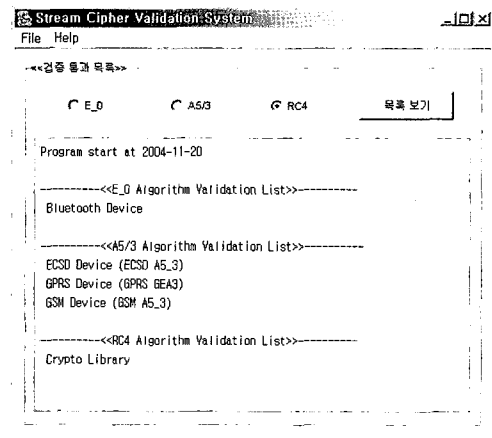 Stream Cipher Validation System
File Help
<<검증 통과 목록>>
E_0 A5/3 RC4 목록 보기
Program start at 2004-11-20
----------<<E_0 Algorithm Validation List>>----------
Bluetooth Device
----------<<A5/3 Algorithm Validation List>>----------
ECSD Device (ECSD A5_3)
GPRS Device (GPRS GEA3)
GSM Device (GSM A5_3)
----------<<RC4 Algorithm Validation List>>----------
Crypto Library